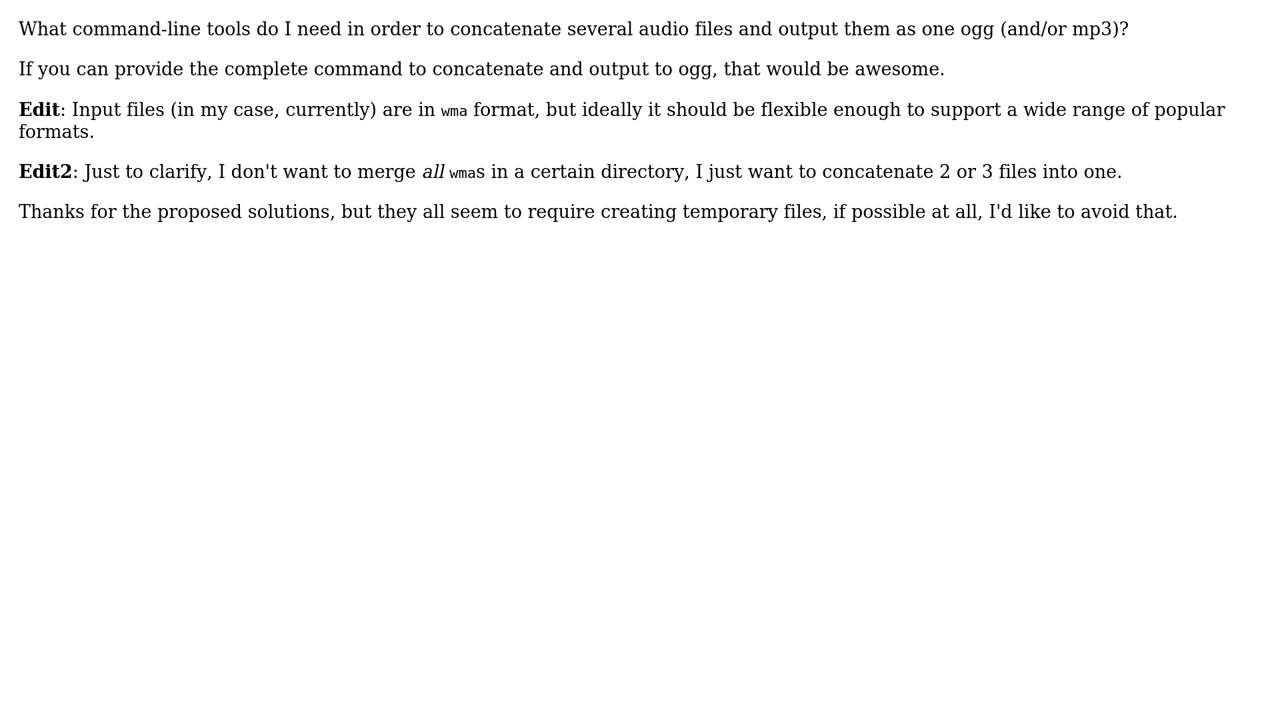 What command-line tools do I need in order to concatenate several audio files and output them as one ogg (and/or mp3)?
If you can provide the complete command to concatenate and output to ogg, that would be awesome.
Edit: Input files (in my case, currently) are in wma format, but ideally it should be flexible enough to support a wide range of popular
formats.
Edit2: Just to clarify, I don't want to merge all wmas in a certain directory, I just want to concatenate 2 or 3 files into one.
Thanks for the proposed solutions, but they all seem to require creating temporary files, if possible at all, I'd like to avoid that.